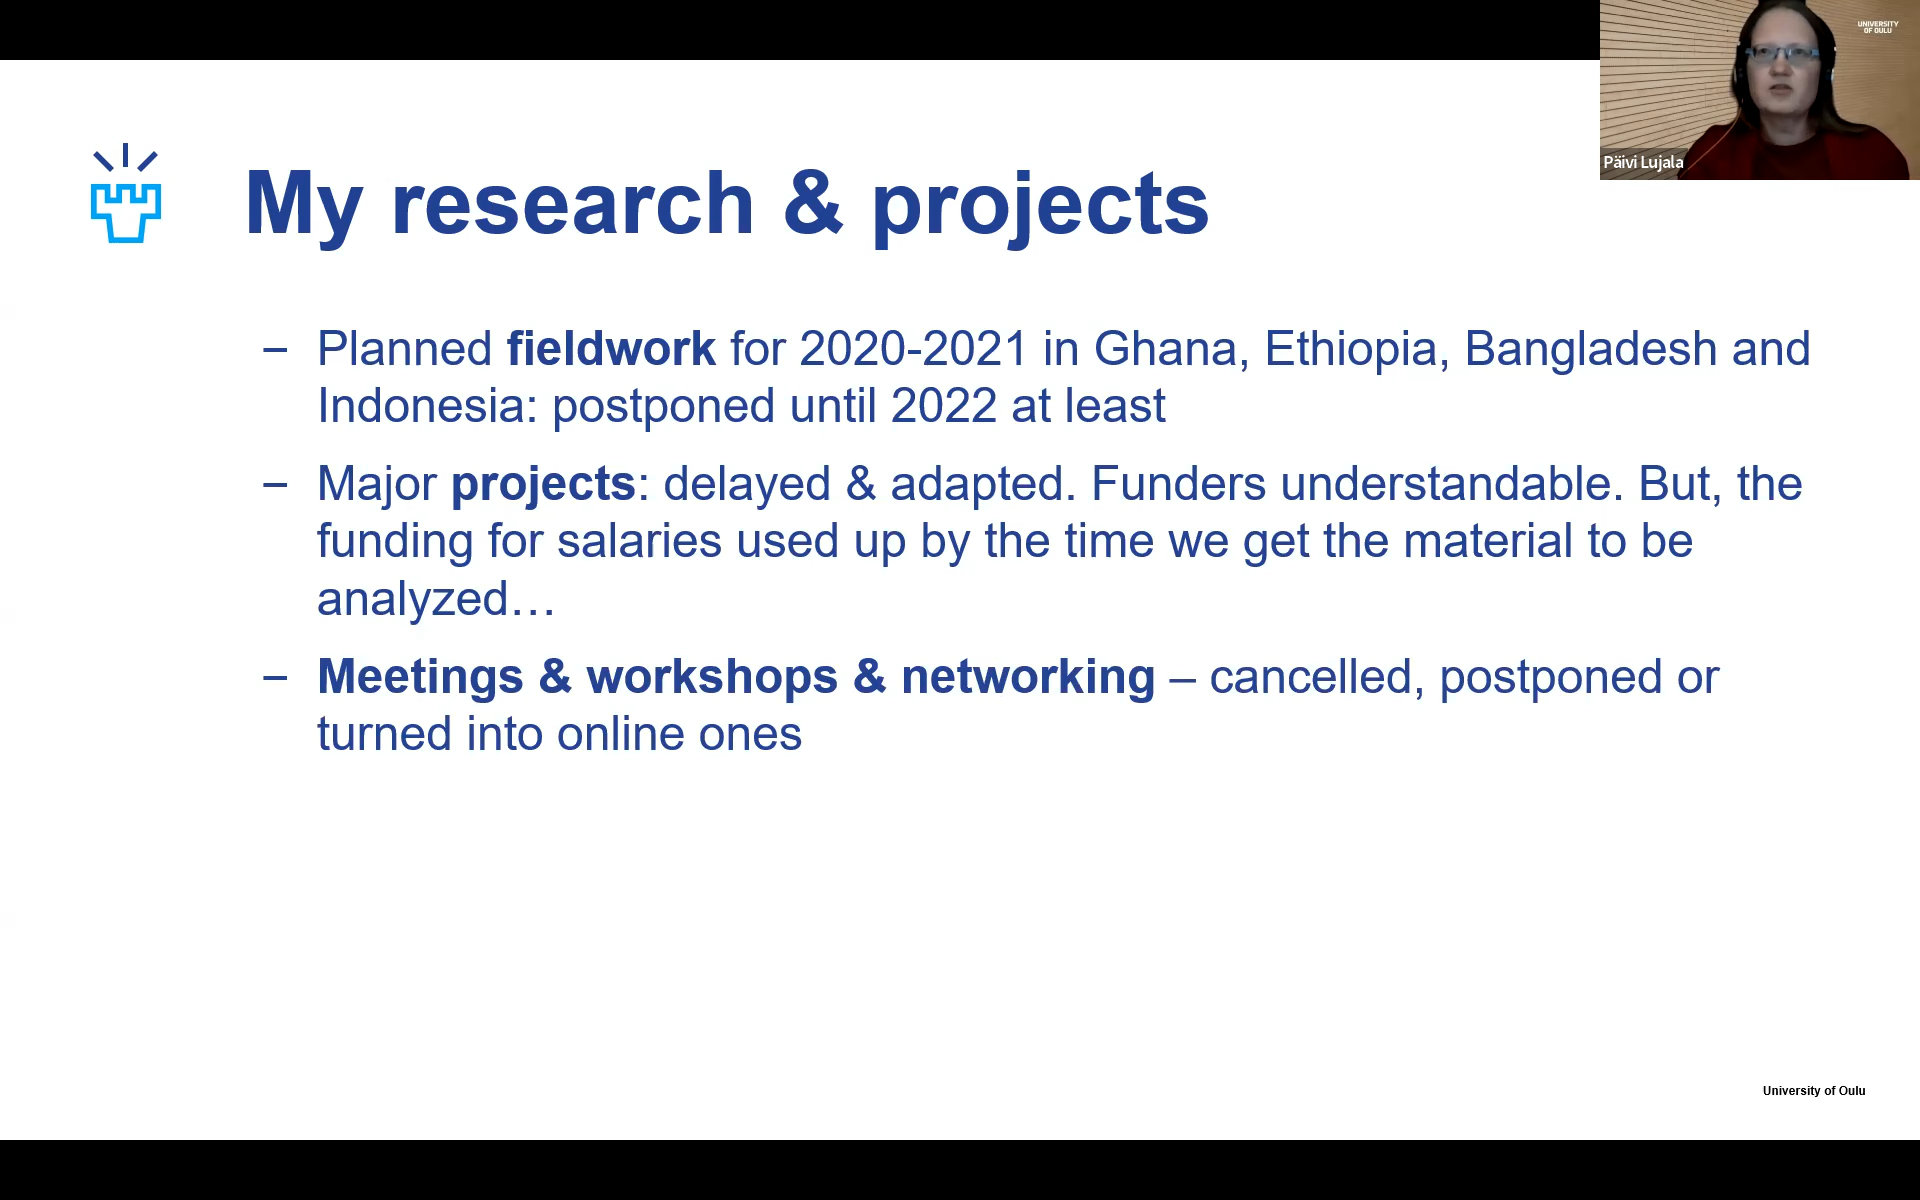 UNIVERSITY
OF OULU
Päivi Lujala
My research & projects
– Planned fieldwork for 2020-2021 in Ghana, Ethiopia, Bangladesh and
Indonesia: postponed until 2022 at least
– Major projects: delayed & adapted. Funders understandable. But, the
funding for salaries used up by the time we get the material to be
analyzed…
– Meetings & workshops & networking – cancelled, postponed or
turned into online ones
University of Oulu